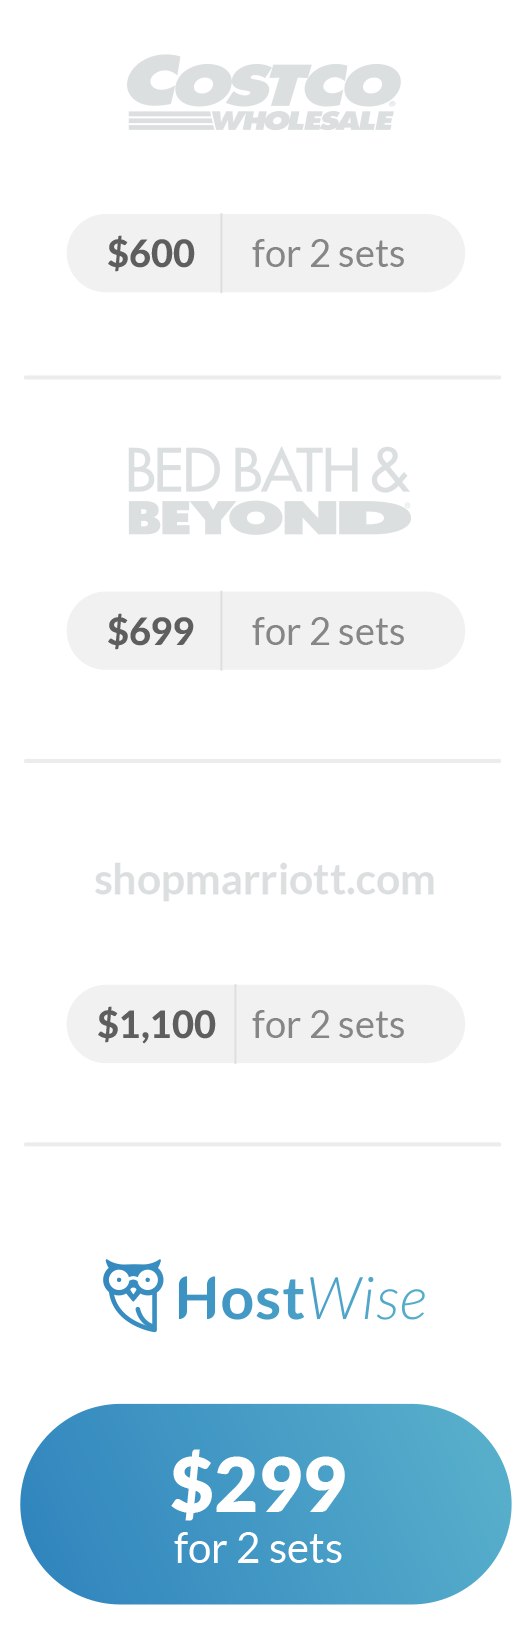 COSTCO
WHOLESALE
$600 for 2 sets
BED BATH &
BEYOND
$699 for 2 sets
shopmarriott.com
$1,100 for 2 sets
HostWise
$299
for 2 sets